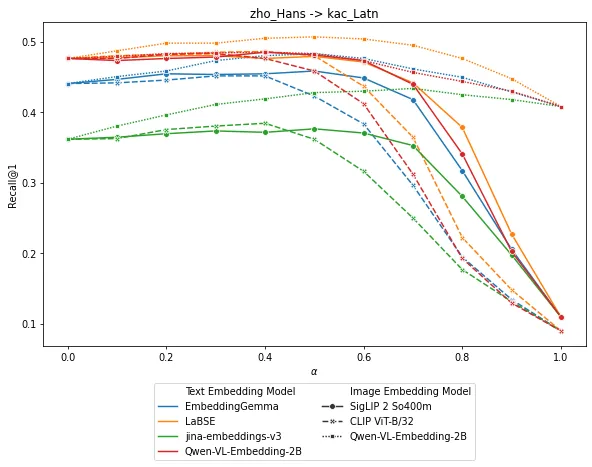 zho_Hans -> kac_Latn
Recall@1
0.5
0.4
0.3
0.2
0.1
0.0 0.2 0.4 0.6 0.8 1.0
α
Text Embedding Model Image Embedding Model
EmbeddingGemma SigLIP 2 So400m
LaBSE CLIP ViT-B/32
jina-embeddings-v3 Qwen-VL-Embedding-2B
Qwen-VL-Embedding-2B